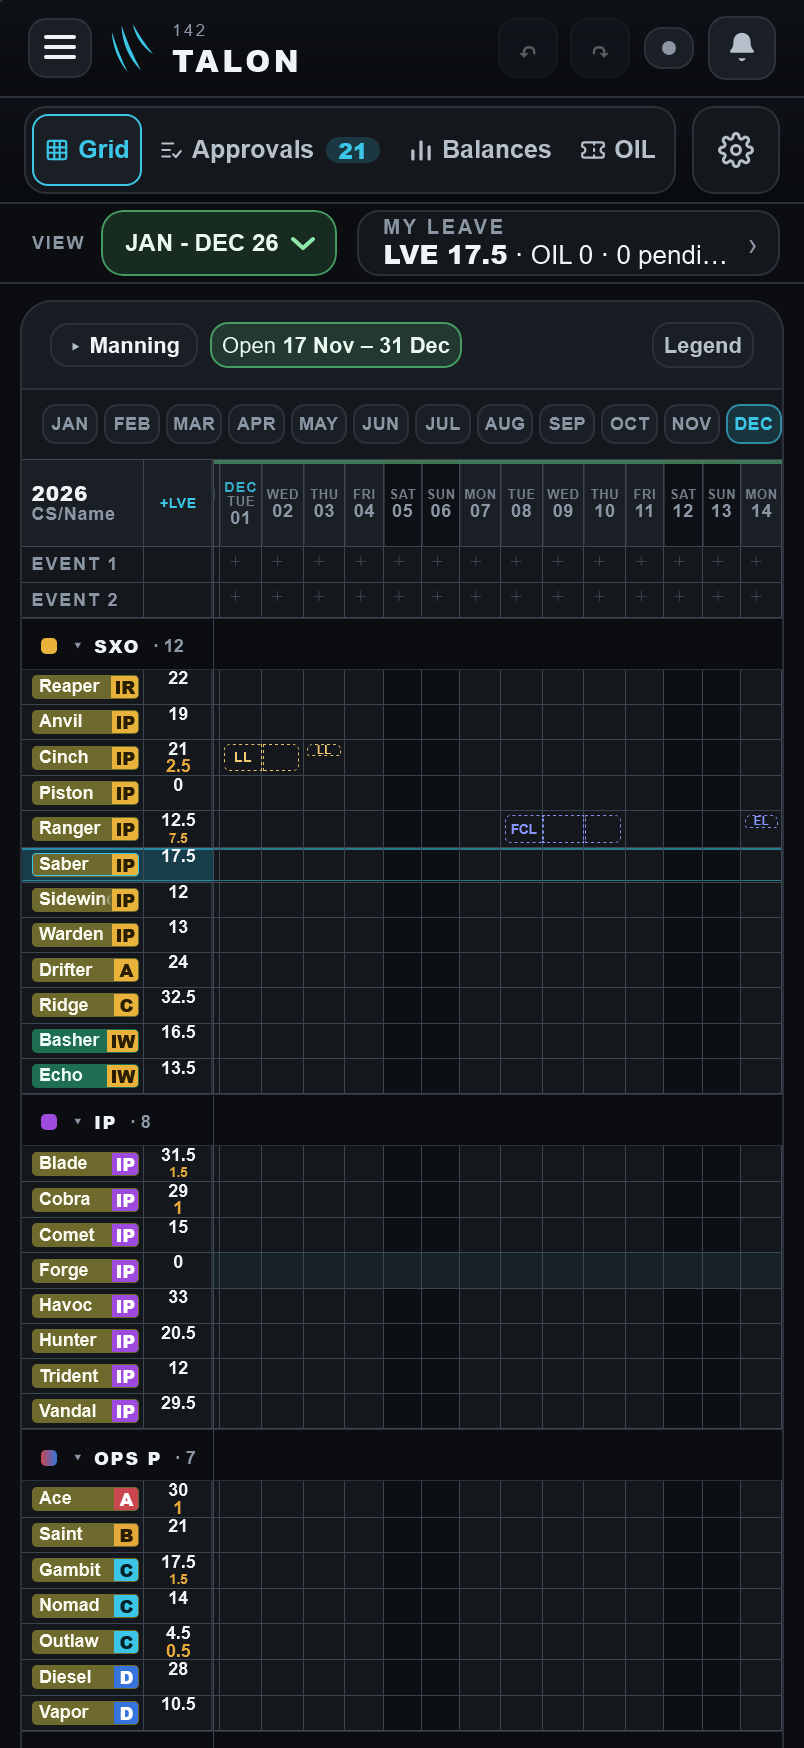 142
TALON
Grid
Approvals 21
Balances
OIL
VIEW
JAN - DEC 26
MY LEAVE
LVE 17.5 · OIL 0 · 0 pendi…
Manning
Open 17 Nov – 31 Dec
Legend
JAN FEB MAR APR MAY JUN JUL AUG SEP OCT NOV DEC
2026
CS/Name
+LVE
DEC
TUE WED THU FRI SAT SUN MON TUE WED THU FRI SAT SUN MON
01 02 03 04 05 06 07 08 09 10 11 12 13 14
EVENT 1 + + + + + + + + + + + + + +
EVENT 2 + + + + + + + + + + + + + +
SXO · 12
Reaper IR 22
Anvil IP 19
Cinch IP 21 2.5 LL LL
Piston IP 0
Ranger IP 12.5 7.5 FCL EL
Saber IP 17.5
Sidewin IP 12
Warden IP 13
Drifter A 24
Ridge C 32.5
Basher IW 16.5
Echo IW 13.5
IP · 8
Blade IP 31.5 1.5
Cobra IP 29 1
Comet IP 15
Forge IP 0
Havoc IP 33
Hunter IP 20.5
Trident IP 12
Vandal IP 29.5
OPS P · 7
Ace A 30 1
Saint B 21
Gambit C 17.5 1.5
Nomad C 14
Outlaw C 4.5 0.5
Diesel D 28
Vapor D 10.5